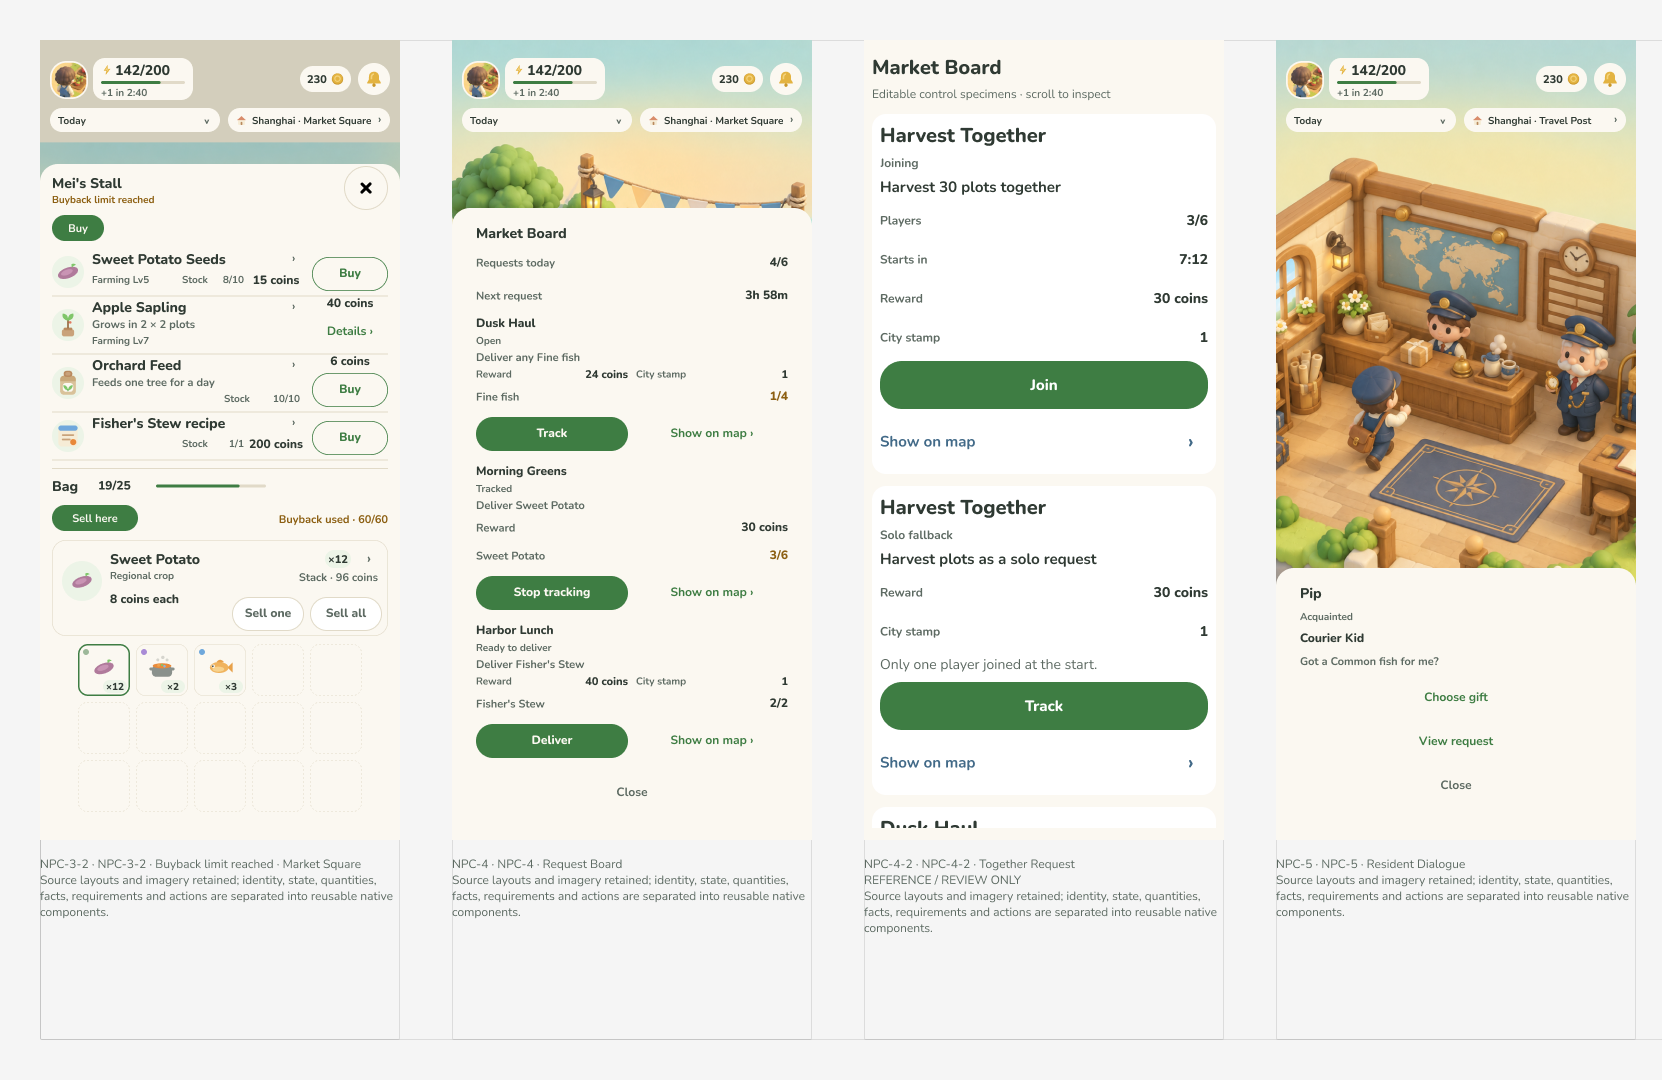 142/200
+1 in 2:40
230
Today
Shanghai · Market Square ›
Mei's Stall
Buyback limit reached
Buy
Sweet Potato Seeds ›
Farming Lv5 Stock 8/10 15 coins
Buy
Apple Sapling ›
Grows in 2 × 2 plots
Farming Lv7
40 coins
Details ›
Orchard Feed ›
Feeds one tree for a day
Stock 10/10
6 coins
Buy
Fisher's Stew recipe ›
Stock 1/1 200 coins
Buy
Bag 19/25
Sell here
Buyback used · 60/60
Sweet Potato ×12 ›
Regional crop
Stack · 96 coins
8 coins each
Sell one
Sell all
×12
×2
×3
NPC-3-2 · NPC-3-2 · Buyback limit reached · Market Square
Source layouts and imagery retained; identity, state, quantities,
facts, requirements and actions are separated into reusable native
components.
142/200
+1 in 2:40
230
Today
Shanghai · Market Square ›
Market Board
Requests today 4/6
Next request 3h 58m
Dusk Haul
Open
Deliver any Fine fish
Reward 24 coins City stamp 1
Fine fish 1/4
Track
Show on map ›
Morning Greens
Tracked
Deliver Sweet Potato
Reward 30 coins
Sweet Potato 3/6
Stop tracking
Show on map ›
Harbor Lunch
Ready to deliver
Deliver Fisher's Stew
Reward 40 coins City stamp 1
Fisher's Stew 2/2
Deliver
Show on map ›
Close
NPC-4 · NPC-4 · Request Board
Source layouts and imagery retained; identity, state, quantities,
facts, requirements and actions are separated into reusable native
components.
Market Board
Editable control specimens · scroll to inspect
Harvest Together
Joining
Harvest 30 plots together
Players 3/6
Starts in 7:12
Reward 30 coins
City stamp 1
Join
Show on map ›
Harvest Together
Solo fallback
Harvest plots as a solo request
Reward 30 coins
City stamp 1
Only one player joined at the start.
Track
Show on map ›
Dusk Haul
NPC-4-2 · NPC-4-2 · Together Request
REFERENCE / REVIEW ONLY
Source layouts and imagery retained; identity, state, quantities,
facts, requirements and actions are separated into reusable native
components.
142/200
+1 in 2:40
230
Today
Shanghai · Travel Post ›
Pip
Acquainted
Courier Kid
Got a Common fish for me?
Choose gift
View request
Close
NPC-5 · NPC-5 · Resident Dialogue
Source layouts and imagery retained; identity, state, quantities,
facts, requirements and actions are separated into reusable native
components.